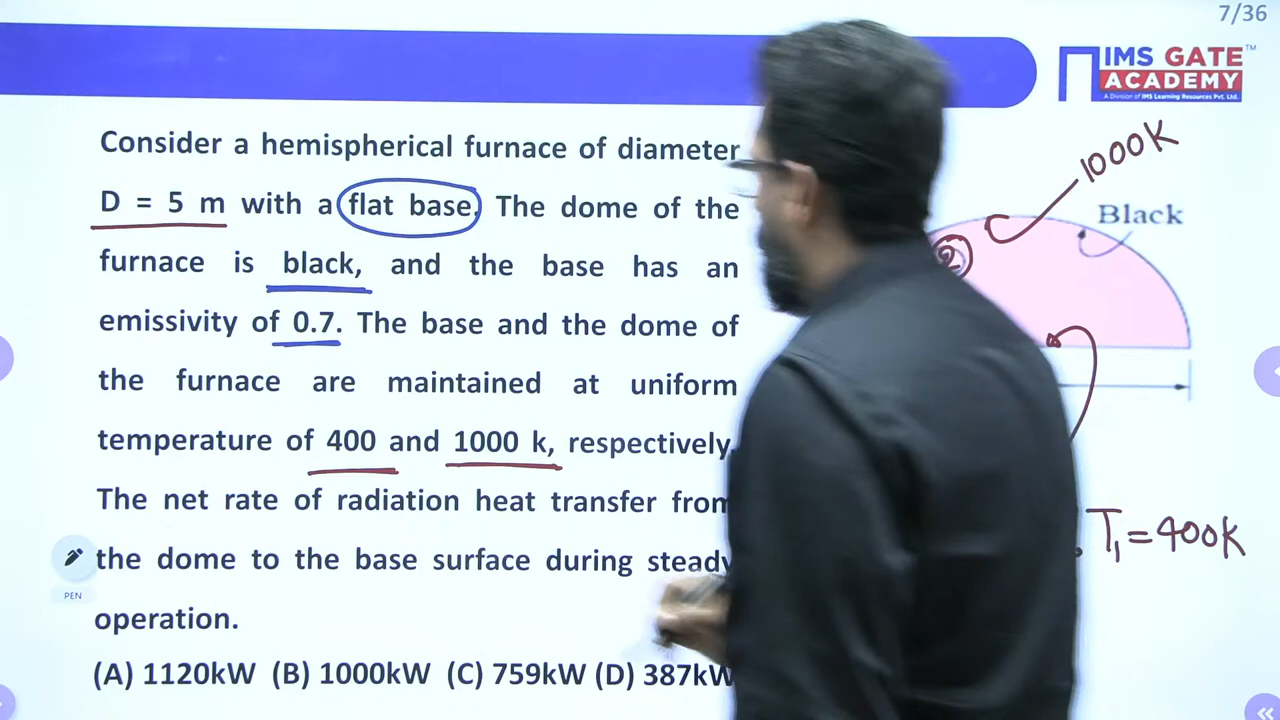 7/36
IMS GATE
ACADEMY
TM
A Division of IMS Learning Resources Pvt. Ltd.
Consider a hemispherical furnace of diameter
D = 5 m with a flat base. The dome of the
furnace is black, and the base has an
emissivity of 0.7. The base and the dome of
the furnace are maintained at uniform
temperature of 400 and 1000 k, respectively.
The net rate of radiation heat transfer from
the dome to the base surface during steady
operation.
(A) 1120kW (B) 1000kW (C) 759kW (D) 387kW
PEN
1000K
Black
2
T₁=400K